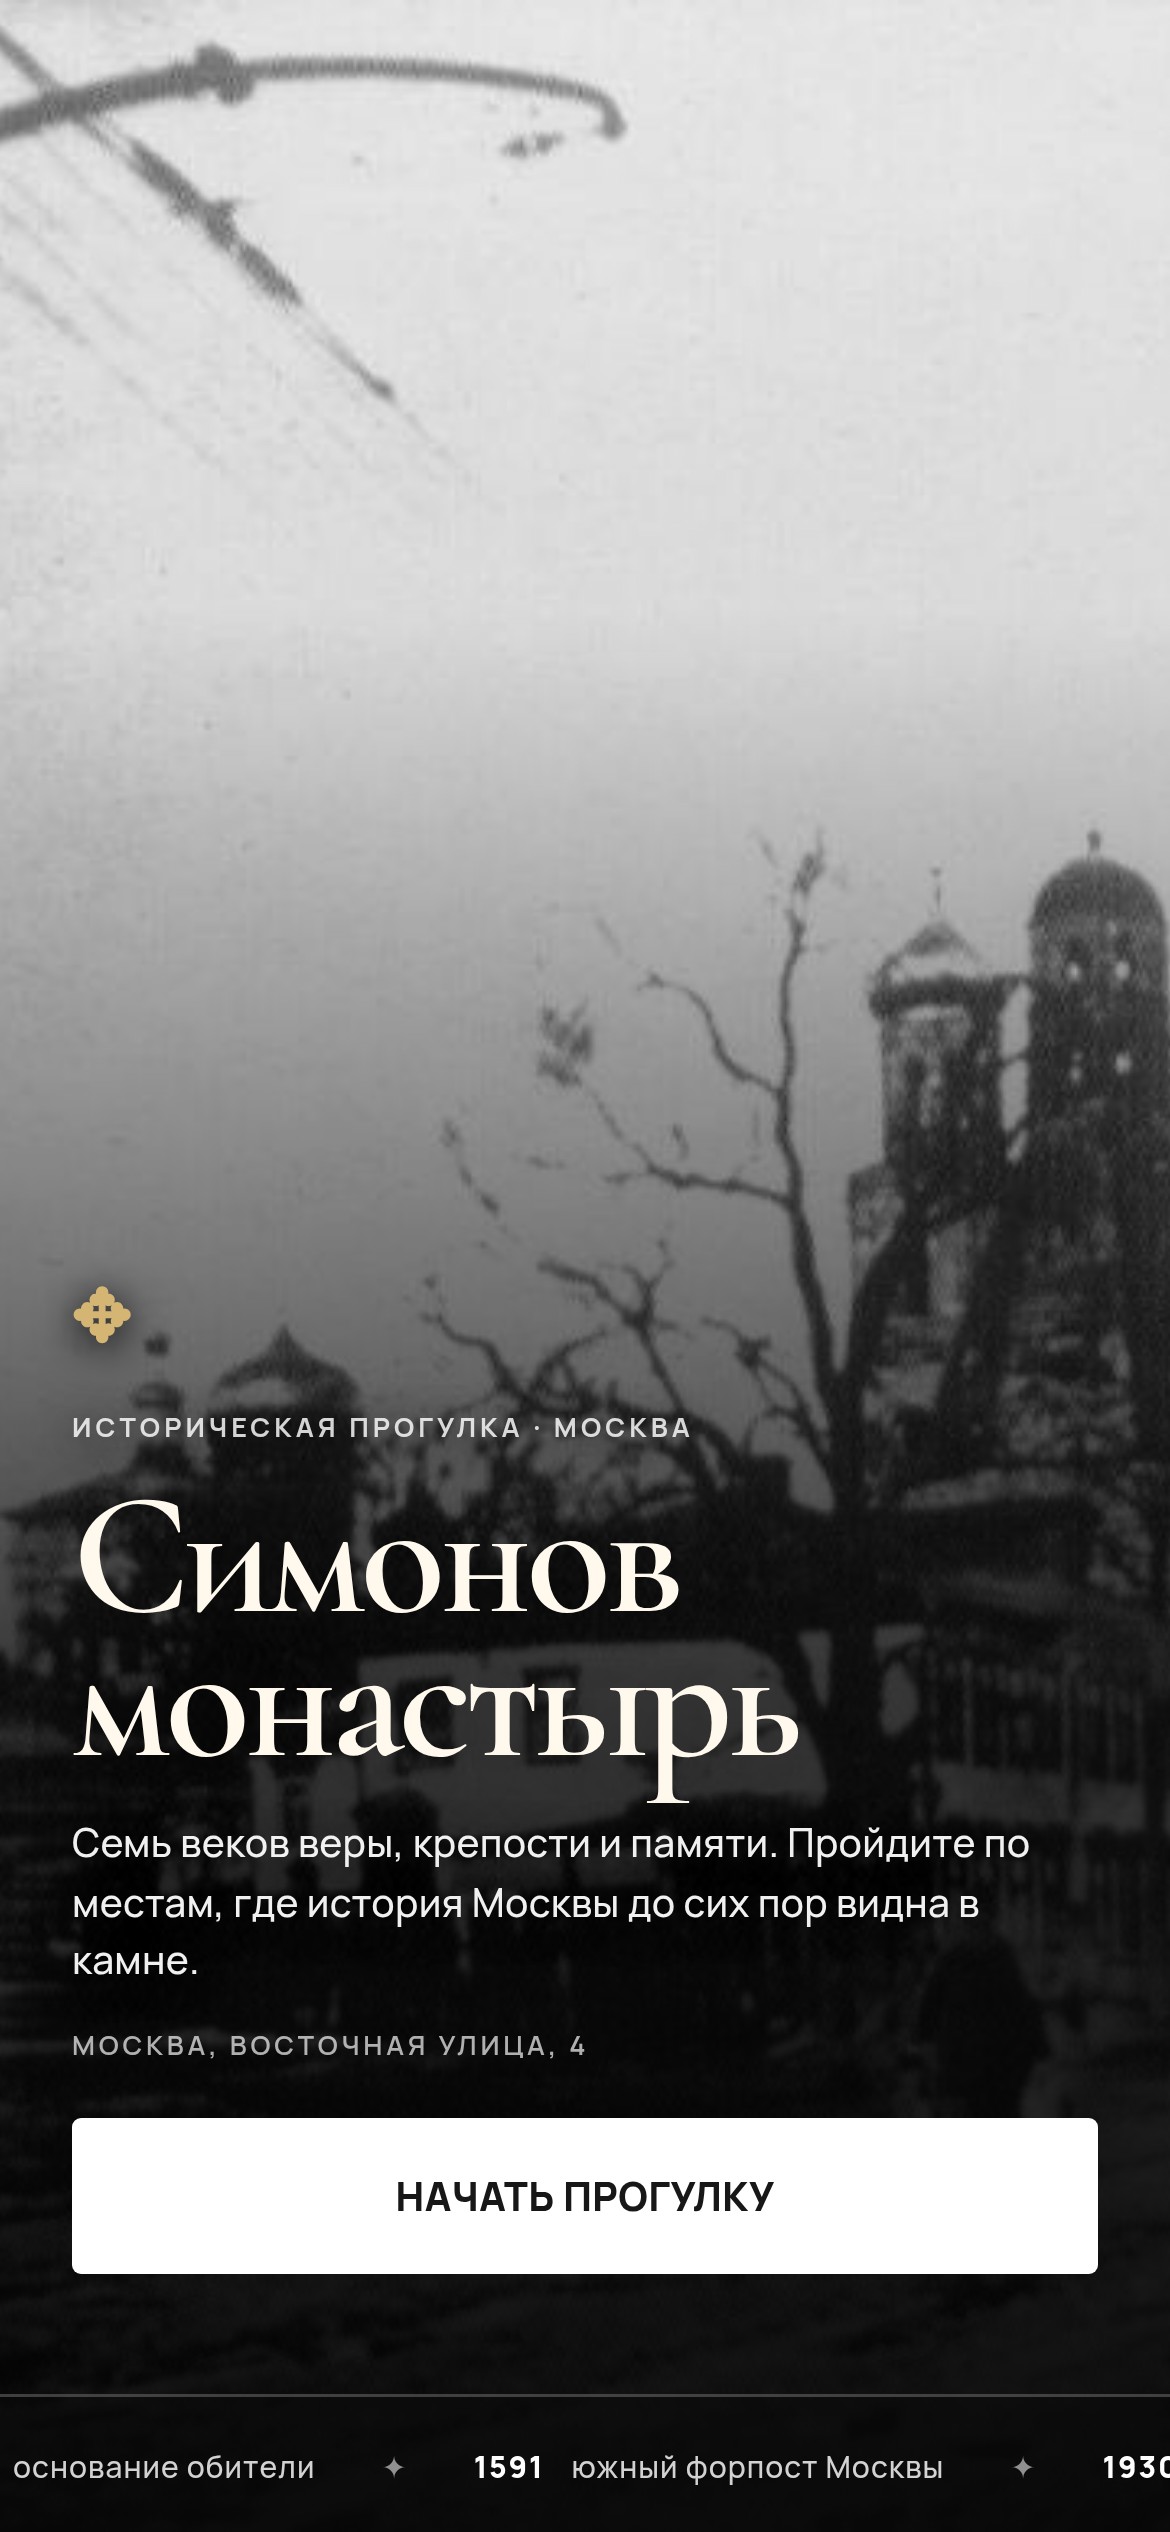 ИСТОРИЧЕСКАЯ ПРОГУЛКА · МОСКВА
Симонов
монастырь
Семь веков веры, крепости и памяти. Пройдите по
местам, где история Москвы до сих пор видна в
камне.
МОСКВА, ВОСТОЧНАЯ УЛИЦА, 4
НАЧАТЬ ПРОГУЛКУ
основание обители ✦ 1591 южный форпост Москвы ✦ 1930